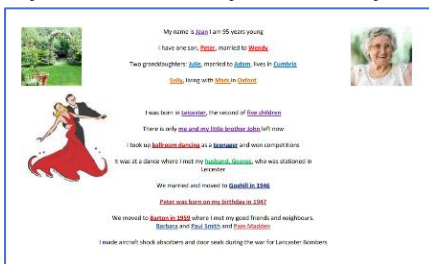 My name is Jean I am 95 years young
I have one son, Peter, married to Wendy
Two granddaughters: Julie, married to Adam, lives in Cumbria
Sally, living with Mark in Oxford
I was born in Leicester, the second of five children
There is only me and my little brother John left now
I took up ballroom dancing as a teenager and won competitions
It was at a dance where I met my husband, George, who was stationed in
Leicester
We married and moved to Goehill in 1946
Peter was born on my birthday in 1947
We moved to Barton in 1959 where I met my good friends and neighbours.
Barbara and Paul Smith and Pam Madden
I made aircraft shock absorbers and door seals during the war for Lancaster Bombers